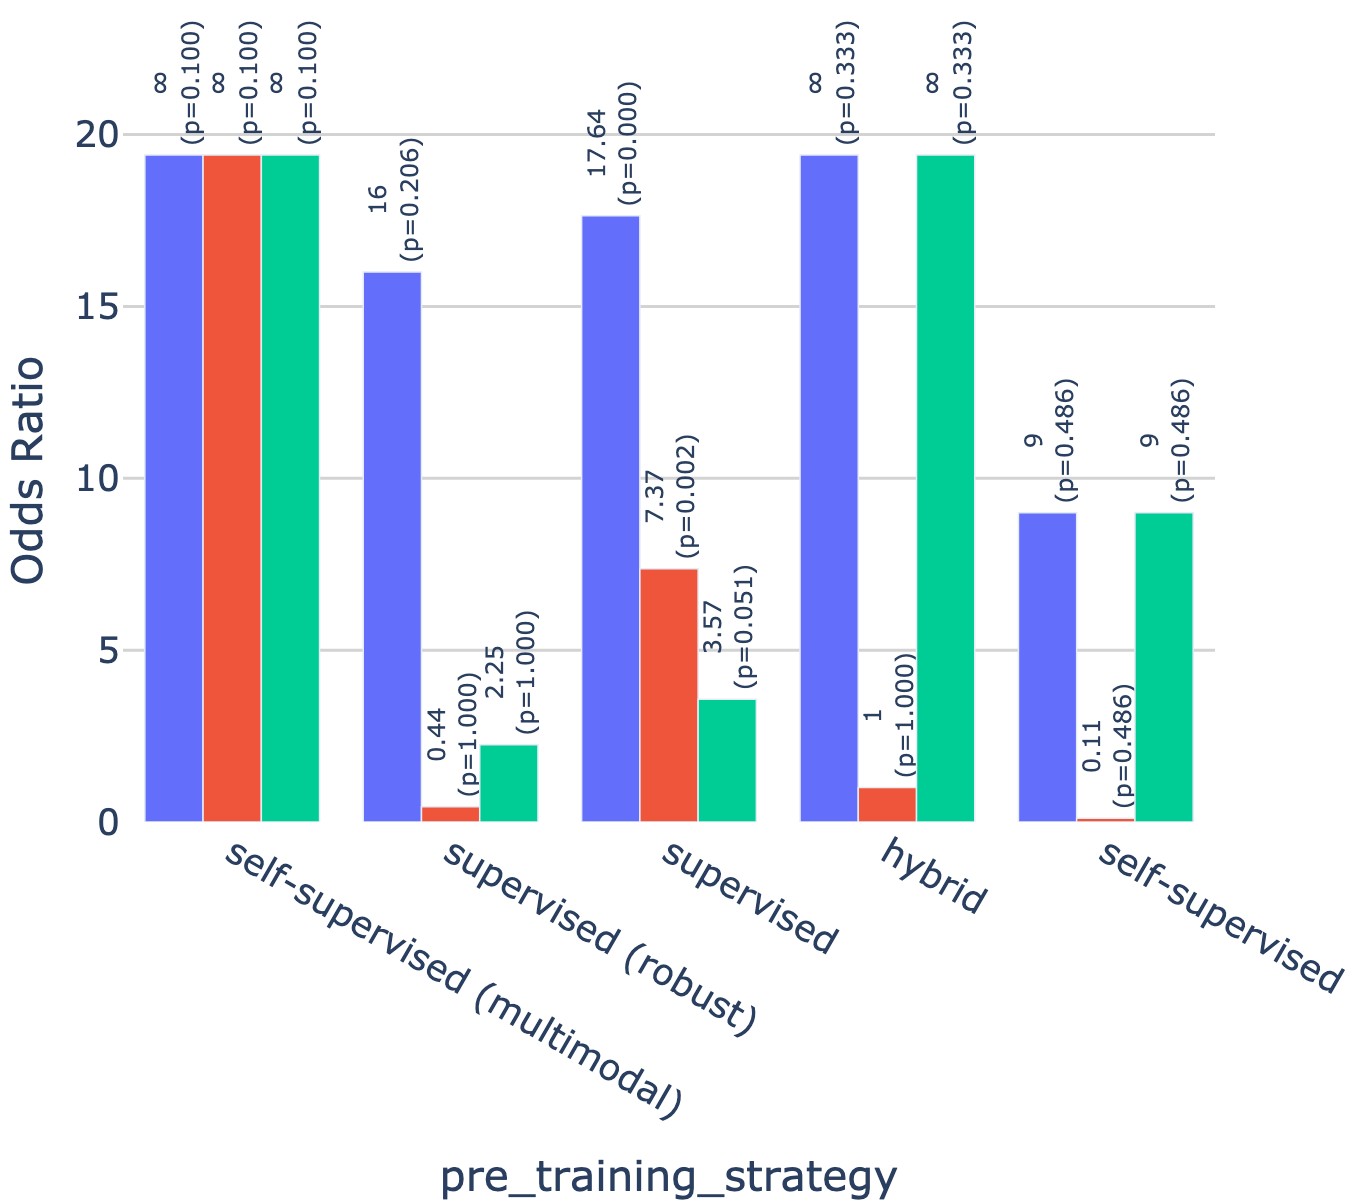 ∞
(p=0.100)
∞
(p=0.100)
∞
(p=0.100)
16
(p=0.206)
0.44
(p=1.000)
2.25
(p=1.000)
17.64
(p=0.000)
7.37
(p=0.002)
3.57
(p=0.051)
∞
(p=0.333)
1
(p=1.000)
∞
(p=0.333)
9
(p=0.486)
0.11
(p=0.486)
9
(p=0.486)
20
15
10
5
0
Odds Ratio
self-supervised (multimodal)
supervised (robust)
supervised
hybrid
self-supervised
pre_training_strategy